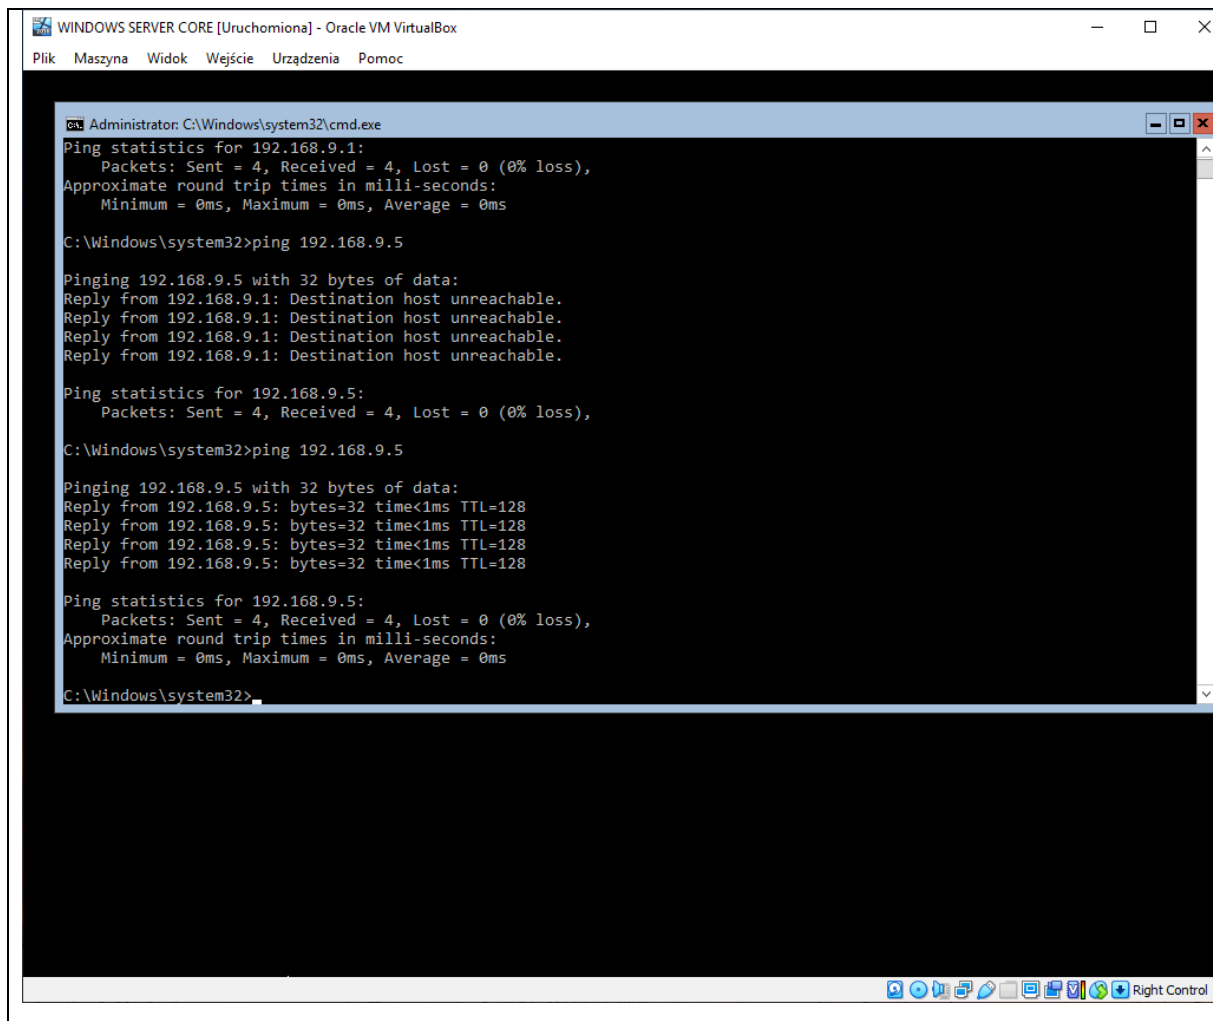 WINDOWS SERVER CORE [Uruchomiona] - Oracle VM VirtualBox
Plik Maszyna Widok Wejście Urządzenia Pomoc
Administrator: C:\Windows\system32\cmd.exe
Ping statistics for 192.168.9.1:
    Packets: Sent = 4, Received = 4, Lost = 0 (0% loss),
Approximate round trip times in milli-seconds:
    Minimum = 0ms, Maximum = 0ms, Average = 0ms
C:\Windows\system32>ping 192.168.9.5
Pinging 192.168.9.5 with 32 bytes of data:
Reply from 192.168.9.1: Destination host unreachable.
Reply from 192.168.9.1: Destination host unreachable.
Reply from 192.168.9.1: Destination host unreachable.
Reply from 192.168.9.1: Destination host unreachable.
Ping statistics for 192.168.9.5:
    Packets: Sent = 4, Received = 4, Lost = 0 (0% loss),
C:\Windows\system32>ping 192.168.9.5
Pinging 192.168.9.5 with 32 bytes of data:
Reply from 192.168.9.5: bytes=32 time<1ms TTL=128
Reply from 192.168.9.5: bytes=32 time<1ms TTL=128
Reply from 192.168.9.5: bytes=32 time<1ms TTL=128
Reply from 192.168.9.5: bytes=32 time<1ms TTL=128
Ping statistics for 192.168.9.5:
    Packets: Sent = 4, Received = 4, Lost = 0 (0% loss),
Approximate round trip times in milli-seconds:
    Minimum = 0ms, Maximum = 0ms, Average = 0ms
C:\Windows\system32>
Right Control